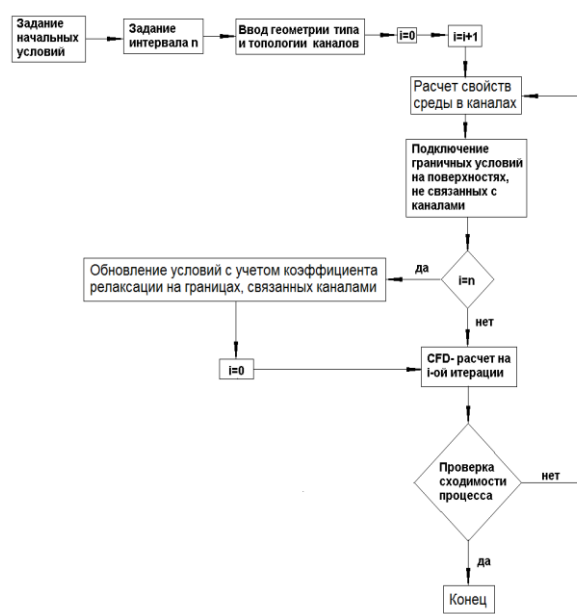 Задание
начальных
условий
Задание
интервала n
Ввод геометрии типа
и топологии каналов
i=0
i=i+1
Расчет свойств
среды в каналах
Подключение
граничных условий
на поверхностях,
не связанных с
каналами
да
i=n
Обновление условий с учетом коэффициента
релаксации на границах, связанных каналами
нет
i=0
CFD- расчет на
i-ой итерации
Проверка
сходимости
процесса
нет
да
Конец